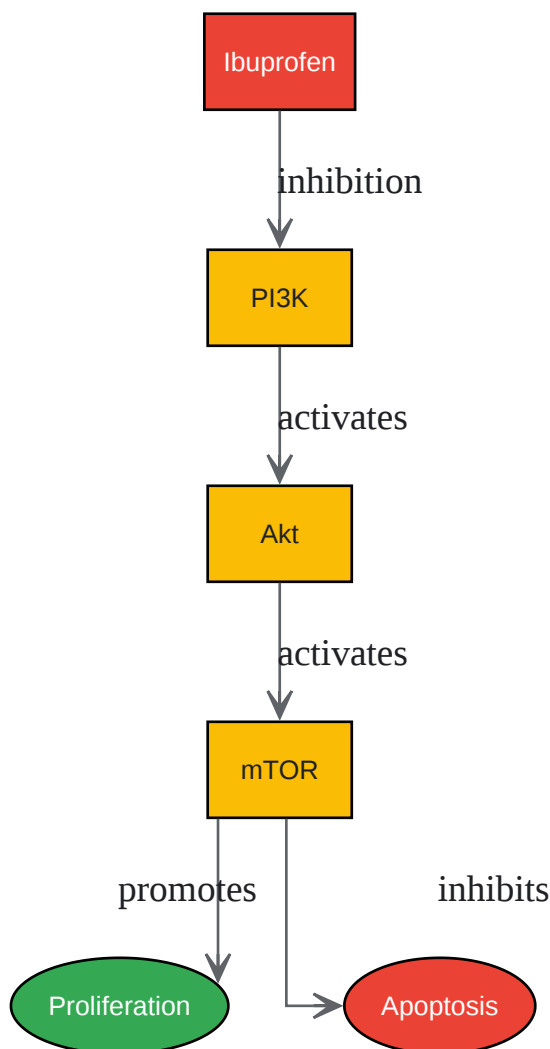 Ibuprofen
inhibition
PI3K
activates
Akt
activates
mTOR
promotes
inhibits
Proliferation
Apoptosis